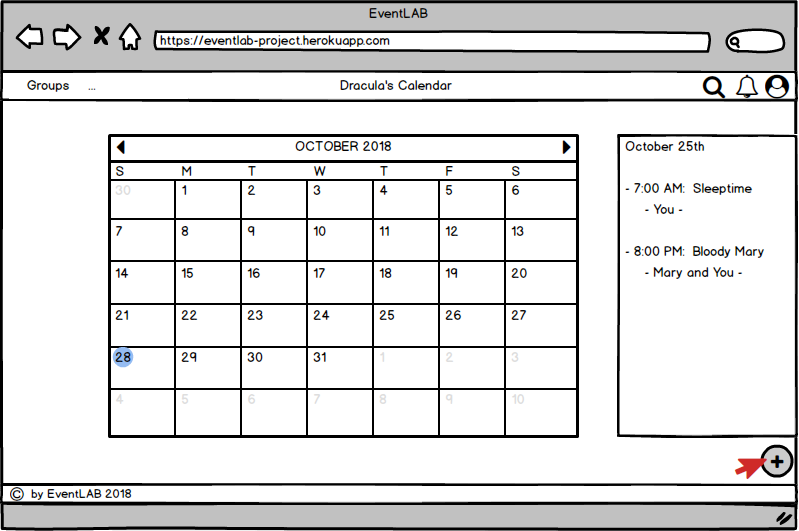 EventLAB
https://eventlab-project.herokuapp.com
Groups ... Dracula's Calendar
OCTOBER 2018
S M T W T F S
30 1 2 3 4 5 6
7 8 9 10 11 12 13
14 15 16 17 18 19 20
21 22 23 24 25 26 27
28 29 30 31 1 2 3
4 5 6 7 8 9 10
October 25th
- 7:00 AM: Sleeptime
- You -
- 8:00 PM: Bloody Mary
- Mary and You -
© by EventLAB 2018